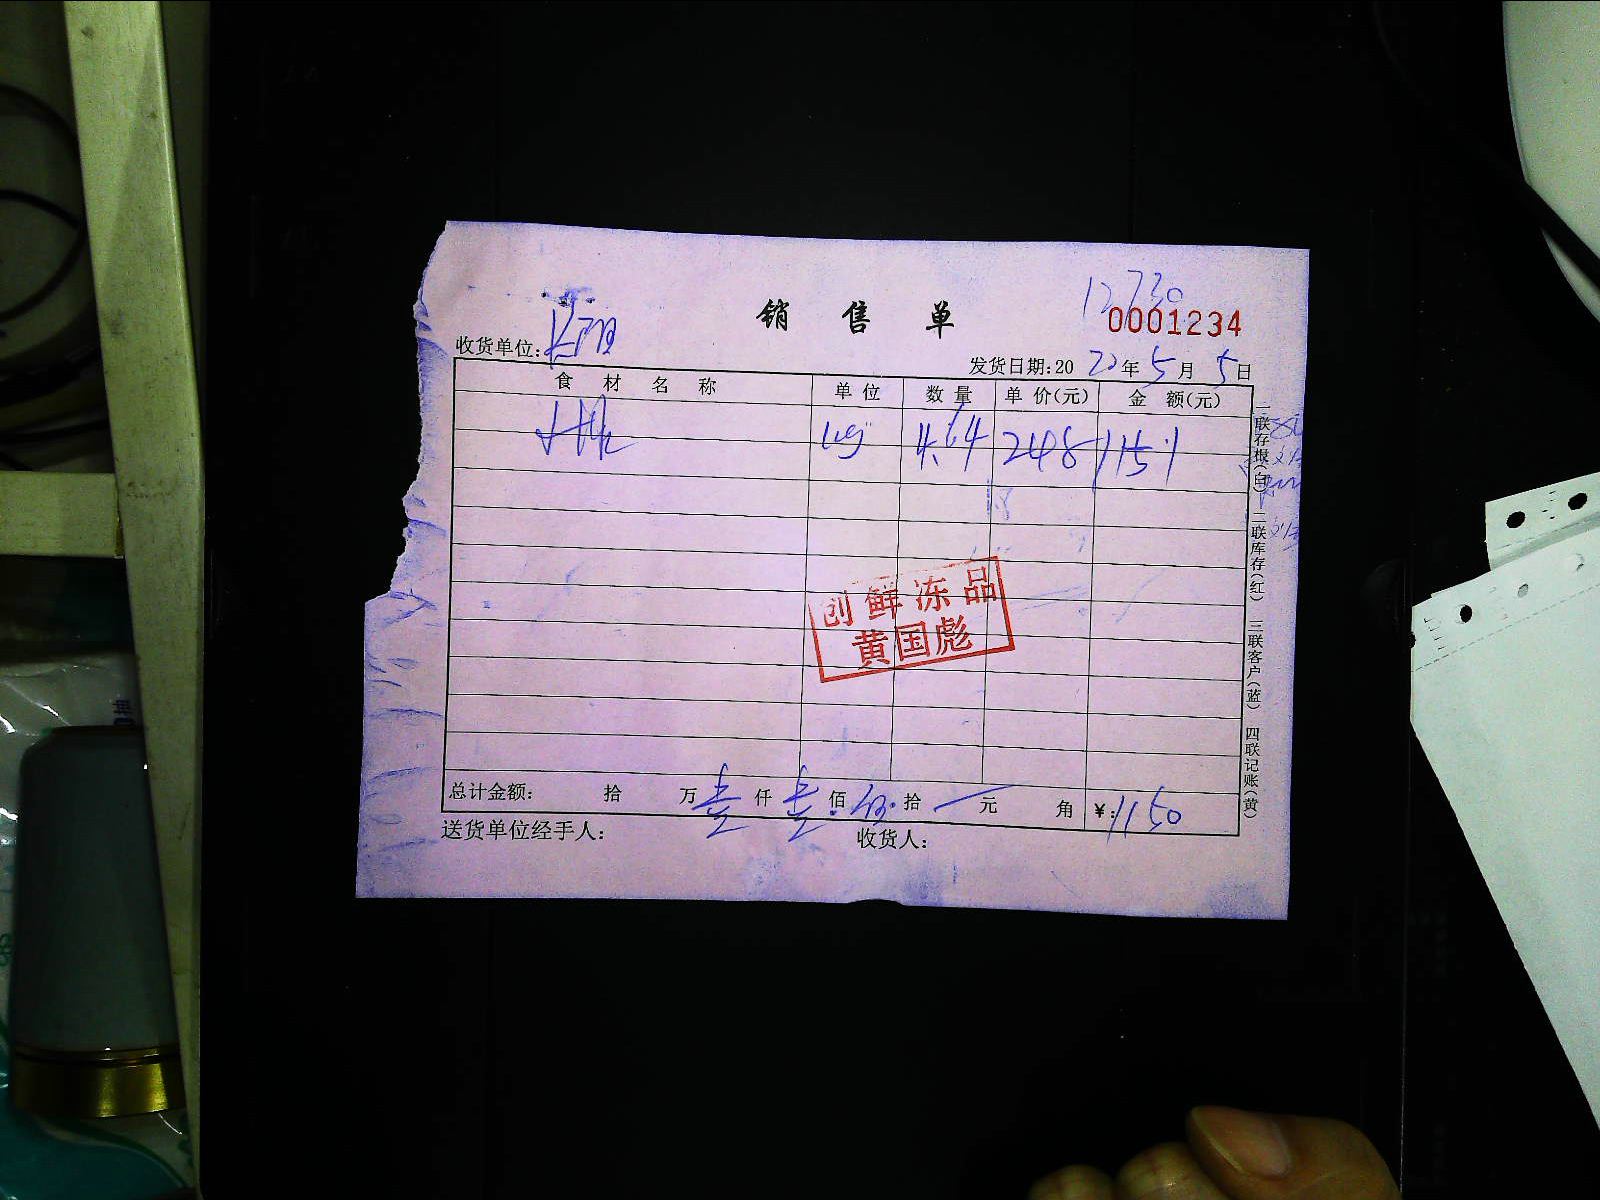 12730
销售单
0001234
收货单位:
发货日期:2022年5月5日
食材名称 单位 数量 单价(元) 金额(元)
kg 4.64 248 1151
创鲜冻品
黄国彪
总计金额: 拾 万壹仟壹佰伍拾 元 角 ¥:1150
送货单位经手人: 收货人:
一联存根(白) 二联库存(红) 三联客户(蓝) 四联记账(黄)